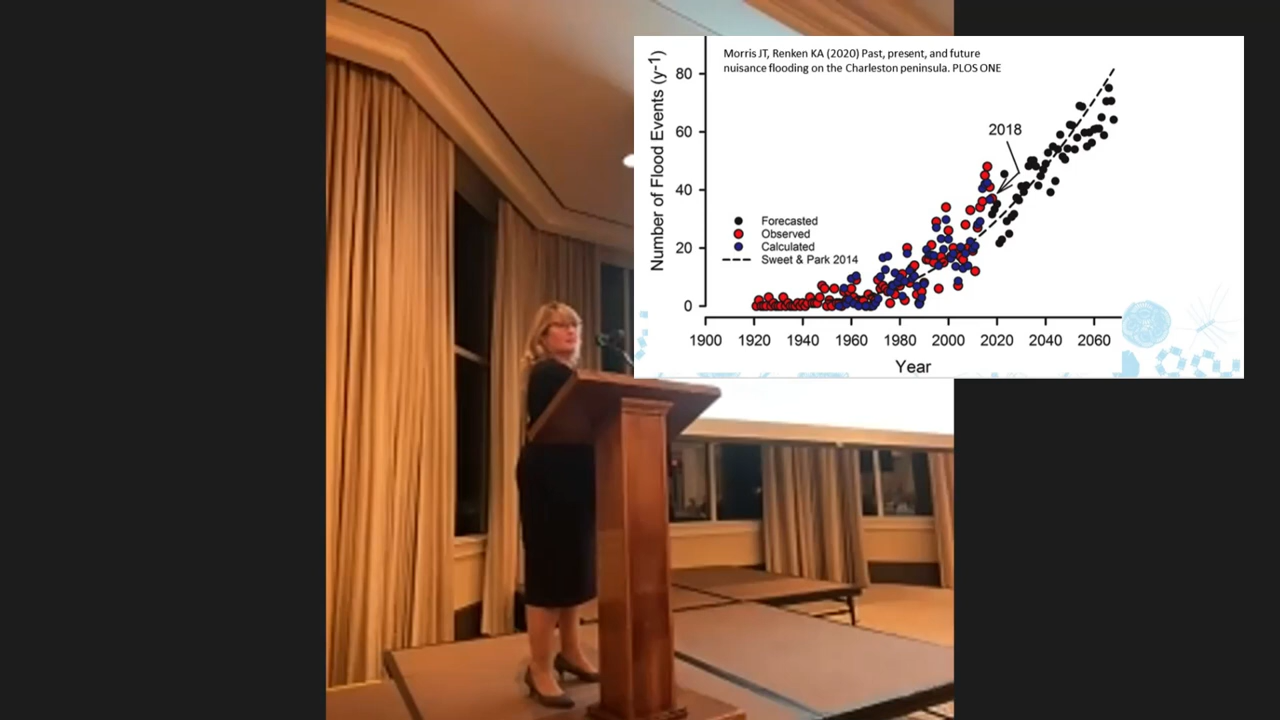 Morris JT, Renken KA (2020) Past, present, and future
nuisance flooding on the Charleston peninsula. PLOS ONE
Number of Flood Events (y-1)
80
60
40
20
0
2018
Forecasted
Observed
Calculated
Sweet & Park 2014
1900 1920 1940 1960 1980 2000 2020 2040 2060
Year